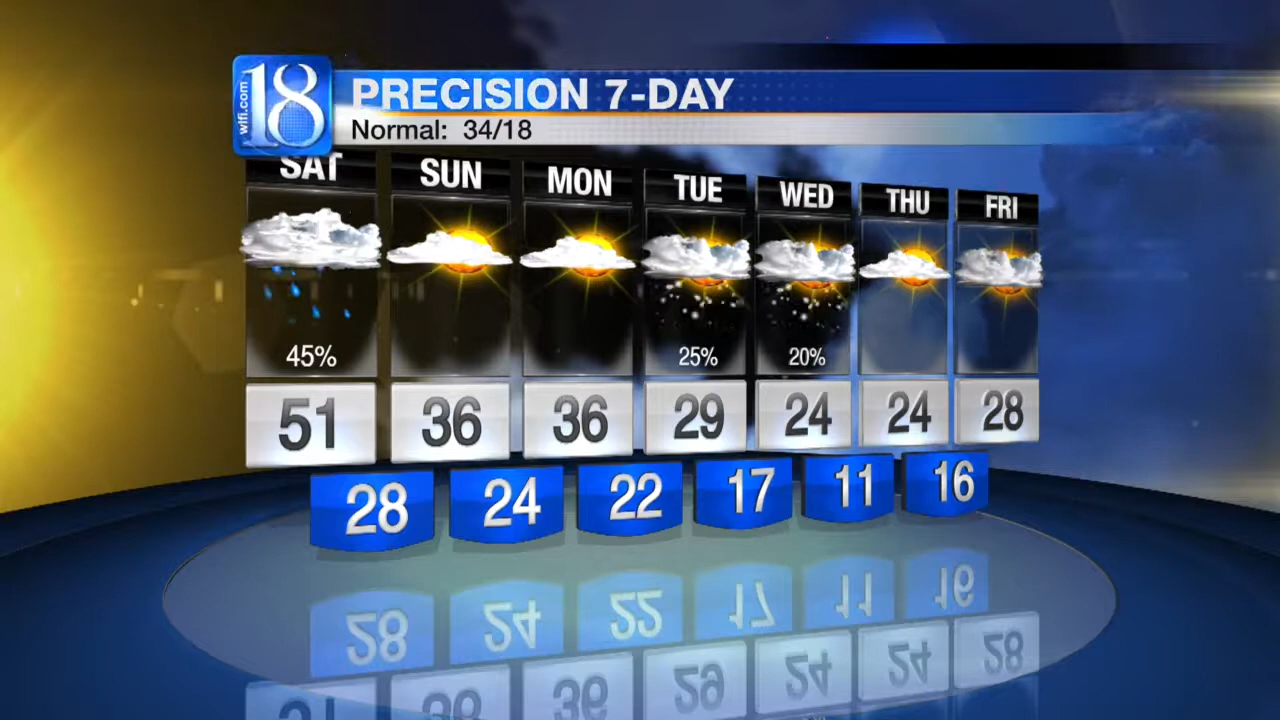 wlfi.com
18
PRECISION 7-DAY
Normal: 34/18
SAT SUN MON TUE WED THU FRI
45% 25% 20%
51 36 36 29 24 24 28
28 24 22 17 11 16